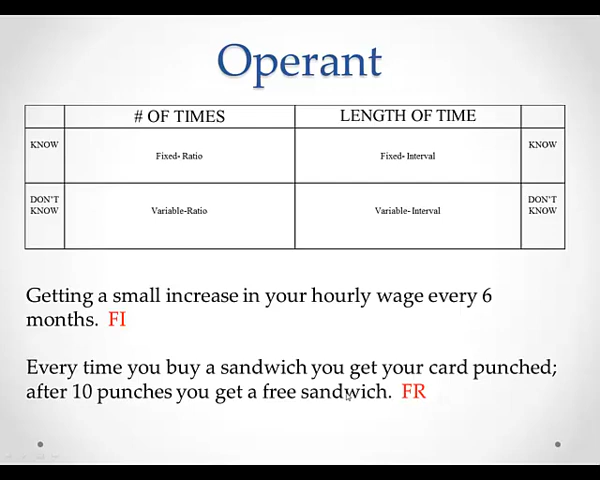 Operant
# OF TIMES LENGTH OF TIME
KNOW Fixed- Ratio Fixed- Interval KNOW
DON'T KNOW Variable-Ratio Variable- Interval DON'T KNOW
Getting a small increase in your hourly wage every 6
months. FI
Every time you buy a sandwich you get your card punched;
after 10 punches you get a free sandwich. FR